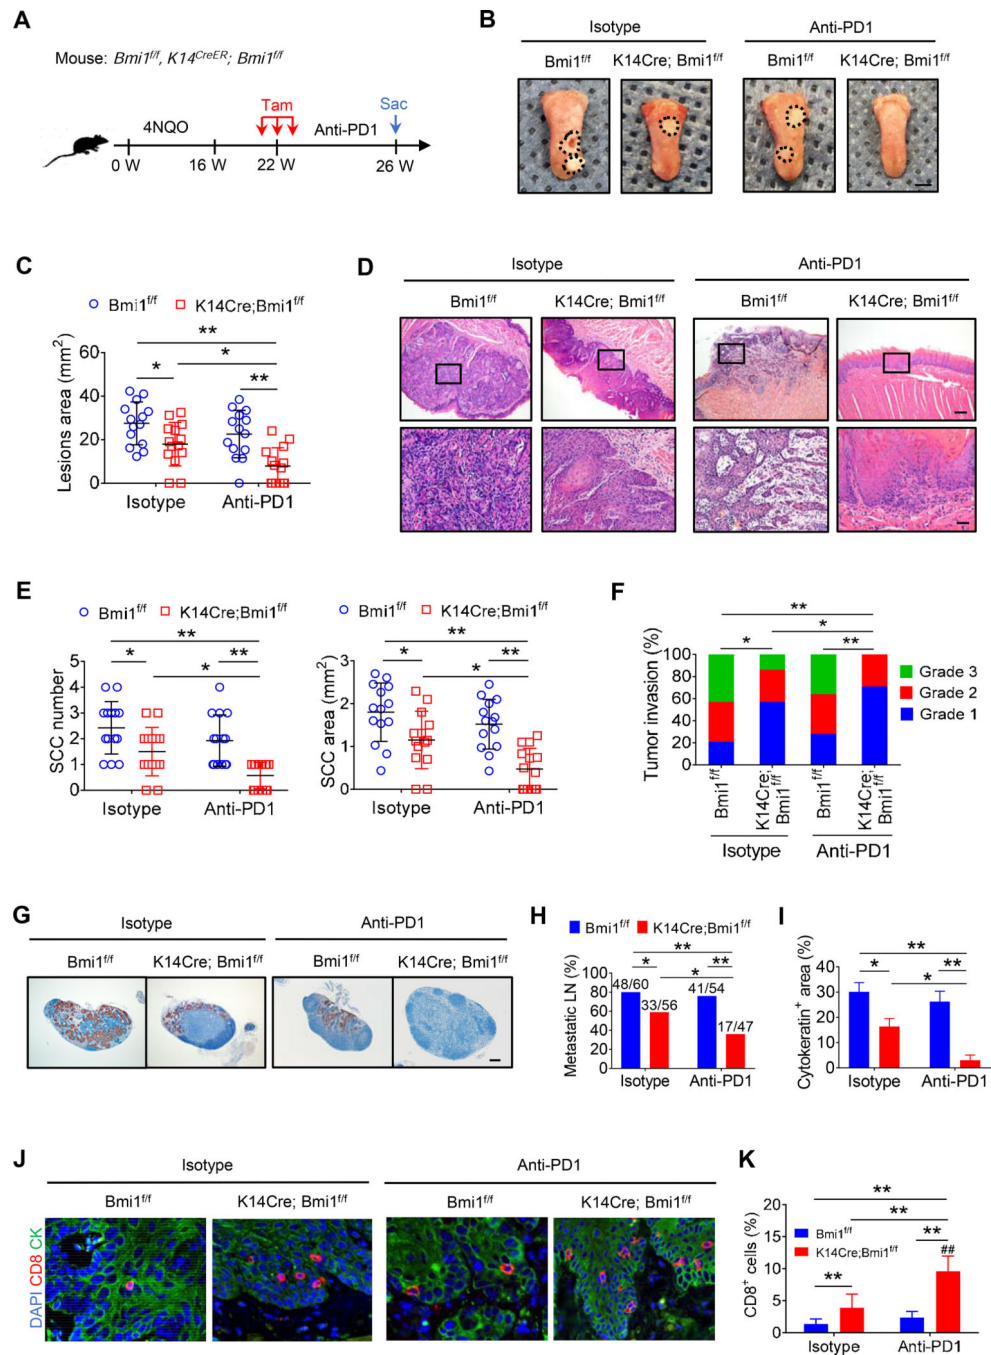 A
Mouse: Bmi1f/f, K14CreER; Bmi1f/f
4NQO
Tam
Anti-PD1
Sac
0 W
16 W
22 W
26 W
B
Isotype
Anti-PD1
Bmi1f/f
K14Cre; Bmi1f/f
Bmi1f/f
K14Cre; Bmi1f/f
C
Bmi1f/f
K14Cre;Bmi1f/f
**
*
*
**
Lesions area (mm2)
60
40
20
0
Isotype
Anti-PD1
D
Isotype
Anti-PD1
Bmi1f/f
K14Cre; Bmi1f/f
Bmi1f/f
K14Cre; Bmi1f/f
E
Bmi1f/f
K14Cre;Bmi1f/f
**
*
**
*
SCC number
5
4
3
2
1
0
Isotype
Anti-PD1
Bmi1f/f
K14Cre;Bmi1f/f
**
*
**
*
SCC area (mm2)
3
2
1
0
Isotype
Anti-PD1
F
**
*
*
**
Tumor invasion (%)
100
80
60
40
20
0
Grade 3
Grade 2
Grade 1
Bmi1f/f
K14Cre;
Bmi1f/f
Bmi1f/f
K14Cre;
Bmi1f/f
Isotype
Anti-PD1
G
Isotype
Anti-PD1
Bmi1f/f
K14Cre; Bmi1f/f
Bmi1f/f
K14Cre; Bmi1f/f
H
Bmi1f/f
K14Cre;Bmi1f/f
**
*
**
*
Metastatic LN (%)
100
80
60
40
20
0
48/60
33/56
41/54
17/47
Isotype
Anti-PD1
I
**
*
**
*
Cytokeratin+ area (%)
40
30
20
10
0
Isotype
Anti-PD1
J
Isotype
Anti-PD1
Bmi1f/f
K14Cre; Bmi1f/f
Bmi1f/f
K14Cre; Bmi1f/f
DAPI CD8 CK
K
**
**
**
**
##
Bmi1f/f
K14Cre;Bmi1f/f
CD8+ cells (%)
20
15
10
5
0
Isotype
Anti-PD1